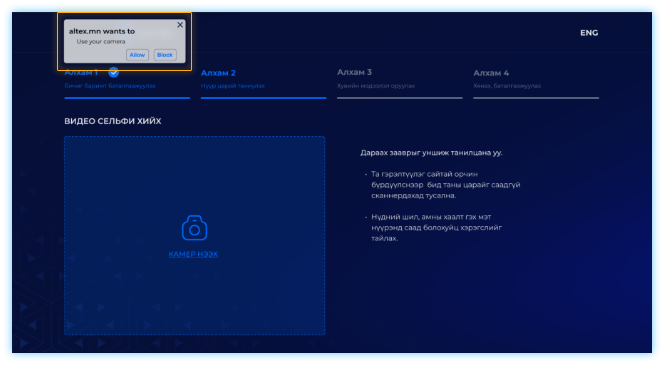 altex.mn wants to
Use your camera
Allow
Block
ENG
Алхам 1
Бичиг баримт баталгаажуулах
Алхам 2
Нүүр царай таниулах
Алхам 3
Хувийн мэдээлэл оруулах
Алхам 4
Хянах, баталгаажуулах
ВИДЕО СЕЛЬФИ ХИЙХ
КАМЕР НЭЭХ
Дараах зааврыг уншиж танилцана уу.
- Та гэрэлтүүлэг сайтай орчин
бүрдүүлснээр бид таны царайг саадгүй
сканнердахад тусална.
- Нүдний шил, амны хаалт гэх мэт
нүүрэнд саад болохуйц хэрэгслийг
тайлах.